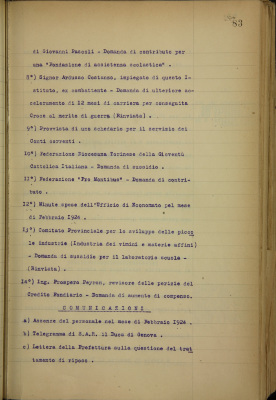 83
di Giovanni Pascoli - Domanda di contributo per
una "Fondazione di assistenza scolastica" .
8°) Signor Arduano Costanzo, impiegato di questo I-
stituto, ex combattente - Domanda di ulteriore ac-
celeramento di 12 mesi di carriera per conseguita
Croce al merito di guerra (Rinviata) .
9°) Provvista di uno schedario per il servizio dei
Conti correnti .
10°) Federazione Diocesana Torinese della Gioventù
Cattolica Italiana - Domanda di sussidio .
11°) Federazione "Pro Montibus" - Domanda di contri-
buto .
12°) Minute spese dell'Ufficio di Economato pel mese
di Febbraio 1924 .
13°) Comitato Provinciale per lo sviluppo delle picco
le industrie (Industria dei vimini e materie affini)
- Domanda di sussidio per il laboratorio scuola -
(Rinviata) .
14°) Ing. Prospero Peyron, revisore delle perizie del
Credito Fondiario - Domanda di aumento di compenso.
COMUNICAZIONI
a) Assenze del personale nel mese di Febbraio 1924 .
b) Telegramma di S.A.R. il Duca di Genova .
c) Lettera della Prefettura sulla questione del trat
tamento di riposo .